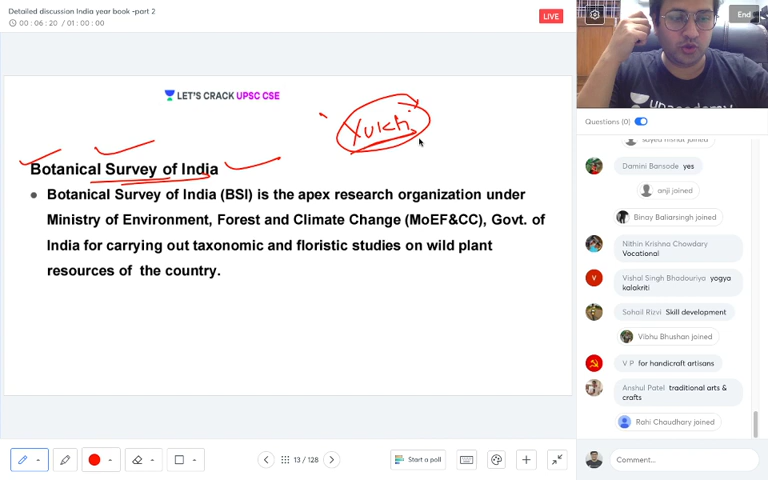 Detailed discussion India year book -part 2
00 : 06 : 20 / 01 : 00 : 00
LIVE
End
LET'S CRACK UPSC CSE
Yukti
Botanical Survey of India
Botanical Survey of India (BSI) is the apex research organization under
Ministry of Environment, Forest and Climate Change (MoEF&CC), Govt. of
India for carrying out taxonomic and floristic studies on wild plant
resources of the country.
Questions (0)
joined
Damini Bansode yes
anji joined
Binay Baliarsingh joined
Nithin Krishna Chowdary
Vocational
V
Vishal Singh Bhadouriya yogya
kalakriti
Sohail Rizvi Skill development
Vibhu Bhushan joined
V P for handicraft artisans
Anshul Patel traditional arts &
crafts
Rahi Chaudhary joined
13 / 128
Start a poll
Comment...